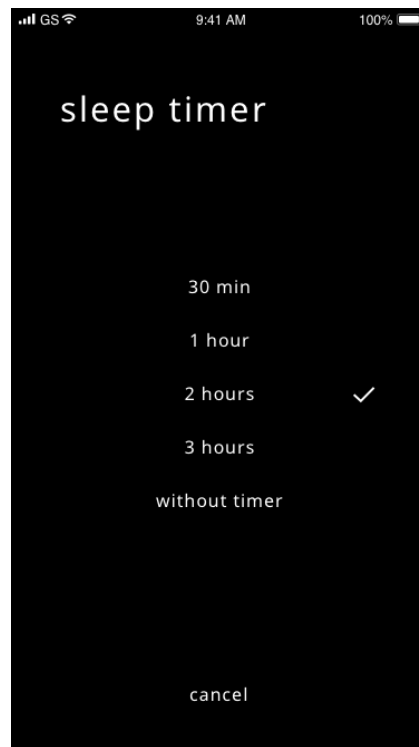 GS 9:41 AM 100%
sleep timer
30 min
1 hour
2 hours
3 hours
without timer
cancel